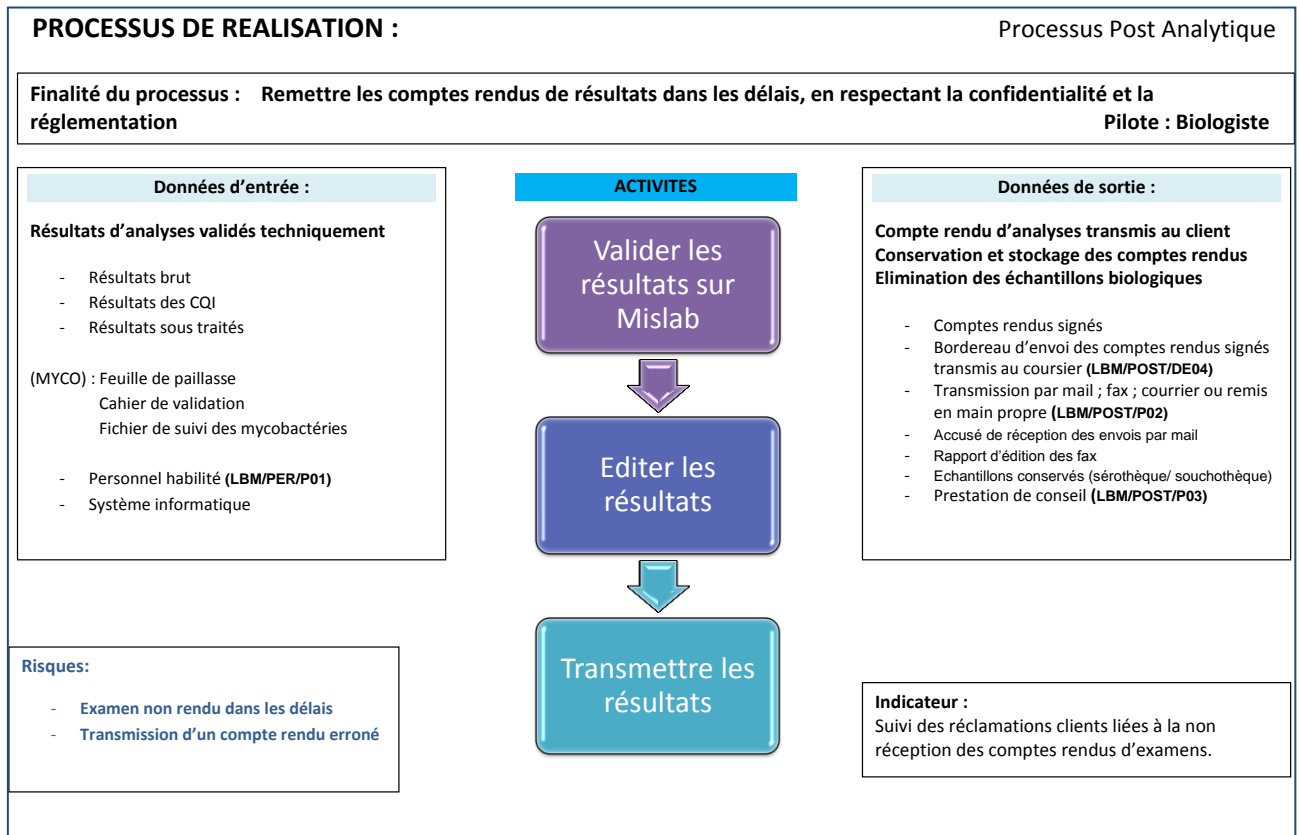 PROCESSUS DE REALISATION :
Processus Post Analytique
Finalité du processus : Remettre les comptes rendus de résultats dans les délais, en respectant la confidentialité et la
réglementation
Pilote : Biologiste
Données d'entrée :
Résultats d'analyses validés techniquement
- Résultats brut
- Résultats des CQI
- Résultats sous traités
(MYCO) : Feuille de paillasse
Cahier de validation
Fichier de suivi des mycobactéries
- Personnel habilité (LBM/PER/P01)
- Système informatique
ACTIVITES
Valider les
résultats sur
Mislab
Editer les
résultats
Transmettre les
résultats
Données de sortie :
Compte rendu d'analyses transmis au client
Conservation et stockage des comptes rendus
Elimination des échantillons biologiques
- Comptes rendus signés
- Bordereau d'envoi des comptes rendus signés
transmis au coursier (LBM/POST/DE04)
- Transmission par mail ; fax ; courrier ou remis
en main propre (LBM/POST/P02)
- Accusé de réception des envois par mail
- Rapport d'édition des fax
- Echantillons conservés (sérothèque/ souchothèque)
- Prestation de conseil (LBM/POST/P03)
Risques:
- Examen non rendu dans les délais
- Transmission d'un compte rendu erroné
Indicateur :
Suivi des réclamations clients liées à la non
réception des comptes rendus d'examens.